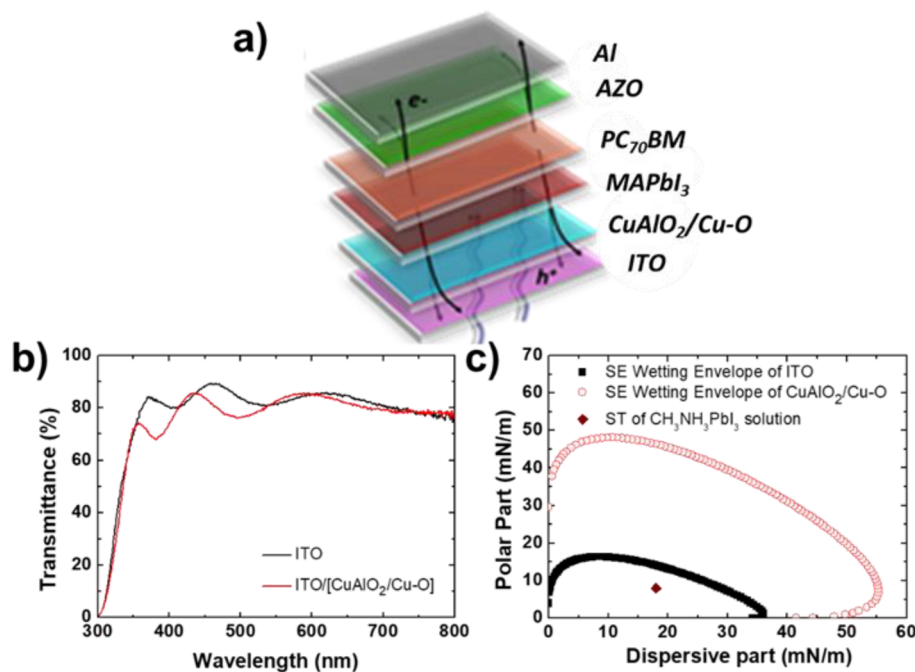 a)
Al
AZO
e-
PC₇₀BM
MAPbI₃
CuAlO₂/Cu-O
ITO
h⁺
b)
100
80
60
40
20
0
300 400 500 600 700 800
Transmittance (%)
Wavelength (nm)
ITO
ITO/[CuAlO₂/Cu-O]
c)
70
60
50
40
30
20
10
0
0 10 20 30 40 50 60
Polar Part (mN/m)
Dispersive part (mN/m)
SE Wetting Envelope of ITO
SE Wetting Envelope of CuAlO₂/Cu-O
ST of CH₃NH₃PbI₃ solution